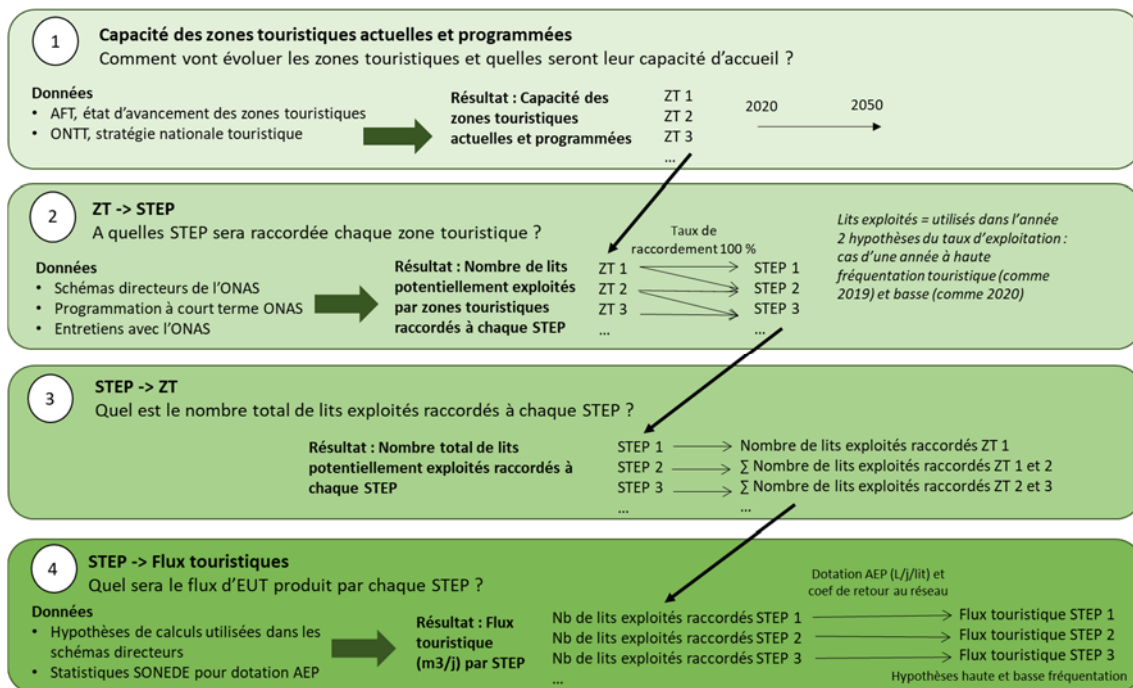 1
Capacité des zones touristiques actuelles et programmées
Comment vont évoluer les zones touristiques et quelles seront leur capacité d'accueil ?
Données
• AFT, état d'avancement des zones touristiques
• ONTT, stratégie nationale touristique
Résultat : Capacité des
zones touristiques
actuelles et programmées
ZT 1
ZT 2
ZT 3
...
2020
2050
2
ZT -> STEP
A quelles STEP sera raccordée chaque zone touristique ?
Données
• Schémas directeurs de l'ONAS
• Programmation à court terme ONAS
• Entretiens avec l'ONAS
Résultat : Nombre de lits
potentiellement exploités
par zones touristiques
raccordés à chaque STEP
ZT 1
ZT 2
ZT 3
...
Taux de
raccordement 100 %
STEP 1
STEP 2
STEP 3
...
Lits exploités = utilisés dans l'année
2 hypothèses du taux d'exploitation :
cas d'une année à haute
fréquentation touristique (comme
2019) et basse (comme 2020)
3
STEP -> ZT
Quel est le nombre total de lits exploités raccordés à chaque STEP ?
Résultat : Nombre total de lits
potentiellement exploités raccordés à
chaque STEP
STEP 1
STEP 2
STEP 3
...
Nombre de lits exploités raccordés ZT 1
∑ Nombre de lits exploités raccordés ZT 1 et 2
∑ Nombre de lits exploités raccordés ZT 2 et 3
...
4
STEP -> Flux touristiques
Quel sera le flux d'EUT produit par chaque STEP ?
Données
• Hypothèses de calculs utilisées dans les
schémas directeurs
• Statistiques SONEDE pour dotation AEP
Résultat : Flux
touristique
(m3/j) par STEP
Nb de lits exploités raccordés STEP 1
Nb de lits exploités raccordés STEP 2
Nb de lits exploités raccordés STEP 3
...
Dotation AEP (L/j/lit) et
coef de retour au réseau
Flux touristique STEP 1
Flux touristique STEP 2
Flux touristique STEP 3
Hypothèses haute et basse fréquentation